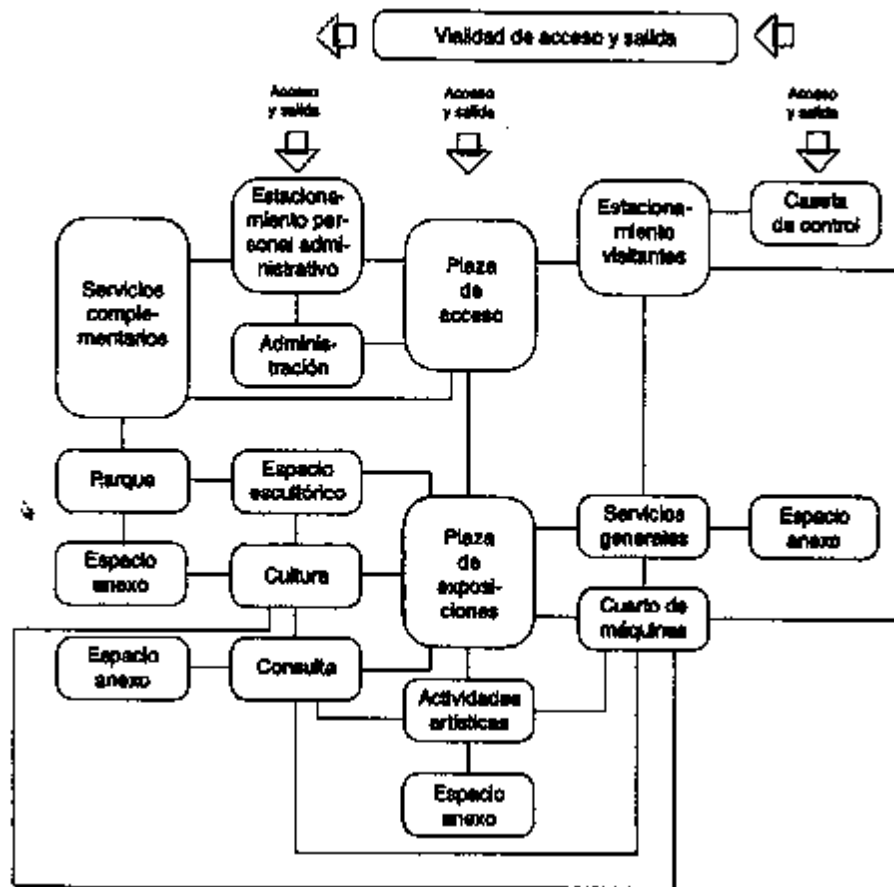 Vialidad de acceso y salida
Acceso
y salida
Acceso
y salida
Acceso
y salida
Estaciona-
miento per-
sonal admi-
nistrativo
Estaciona-
miento
visitantes
Caseta
de control
Servicios
comple-
mentarios
Plaza
de
acceso
Adminis-
tración
Parque
Espacio
escultórico
Plaza
de
exposi-
ciones
Servicios
generales
Espacio
anexo
Espacio
anexo
Cultura
Cuarto de
máquinas
Espacio
anexo
Consulta
Actividades
artísticas
Espacio
anexo